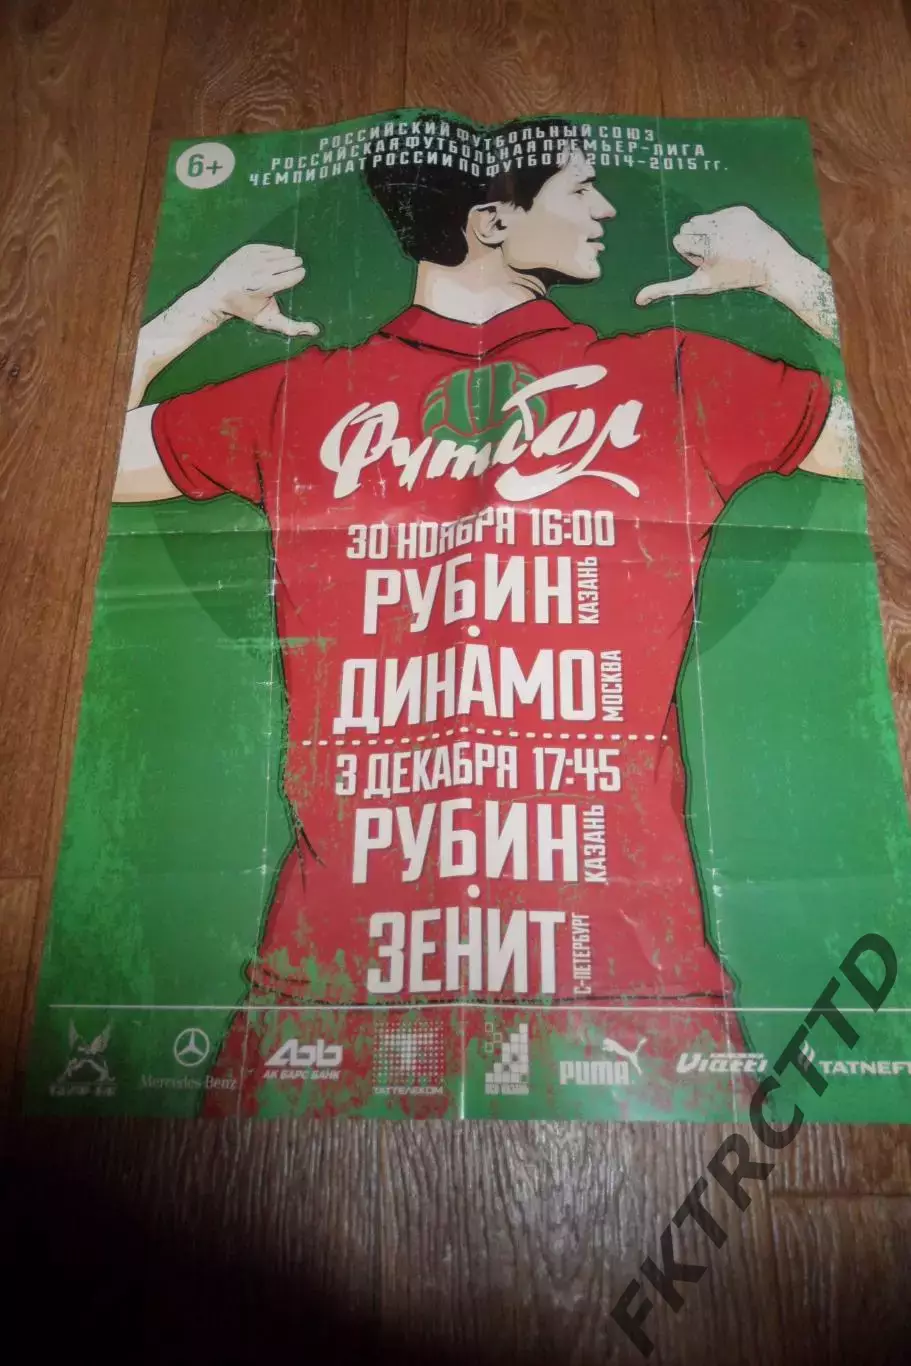 РОССИЙСКИЙ ФУТБОЛЬНЫЙ СОЮЗ
РОССИЙСКАЯ ФУТБОЛЬНАЯ ПРЕМЬЕР-ЛИГА
ЧЕМПИОНАТ РОССИИ ПО ФУТБОЛУ 2014-2015 гг.
6+
Футбол
30 НОЯБРЯ 16:00
РУБИН КАЗАНЬ
ДИНАМО МОСКВА
3 ДЕКАБРЯ 17:45
РУБИН КАЗАНЬ
ЗЕНИТ С-ПЕТЕРБУРГ
Mercedes-Benz
АББ
АК БАРС БАНК
ТАТТЕЛЕКОМ
PUMA
Viatti
TATNEFT
FKTRCTTD